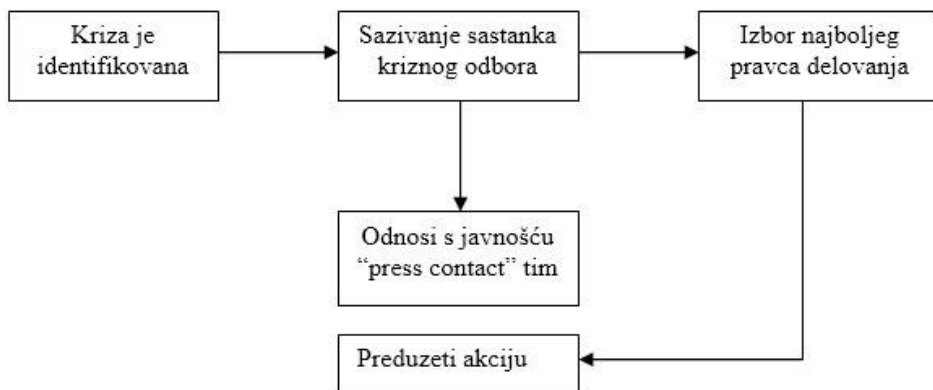 Kriza je
identifikovana
Sazivanje sastanka
kriznog odbora
Izbor najboljeg
pravca delovanja
Odnosi s javnošću
“press contact” tim
Preduzeti akciju